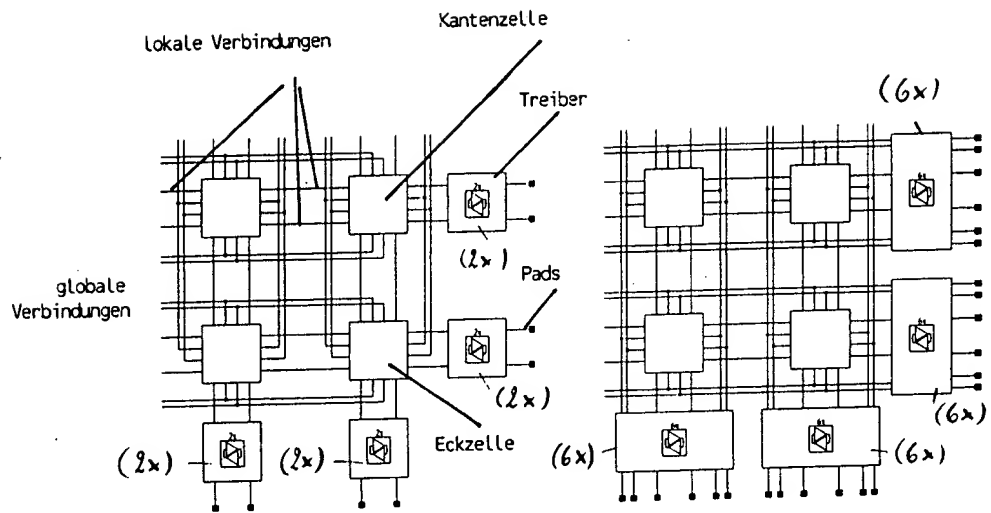 Kantenzelle
lokale Verbindungen
Treiber
(6x)
(2x)
globale
Verbindungen
Pads
(2x)
(6x)
Eckzelle
(2x)
(2x)
(6x)
(6x)